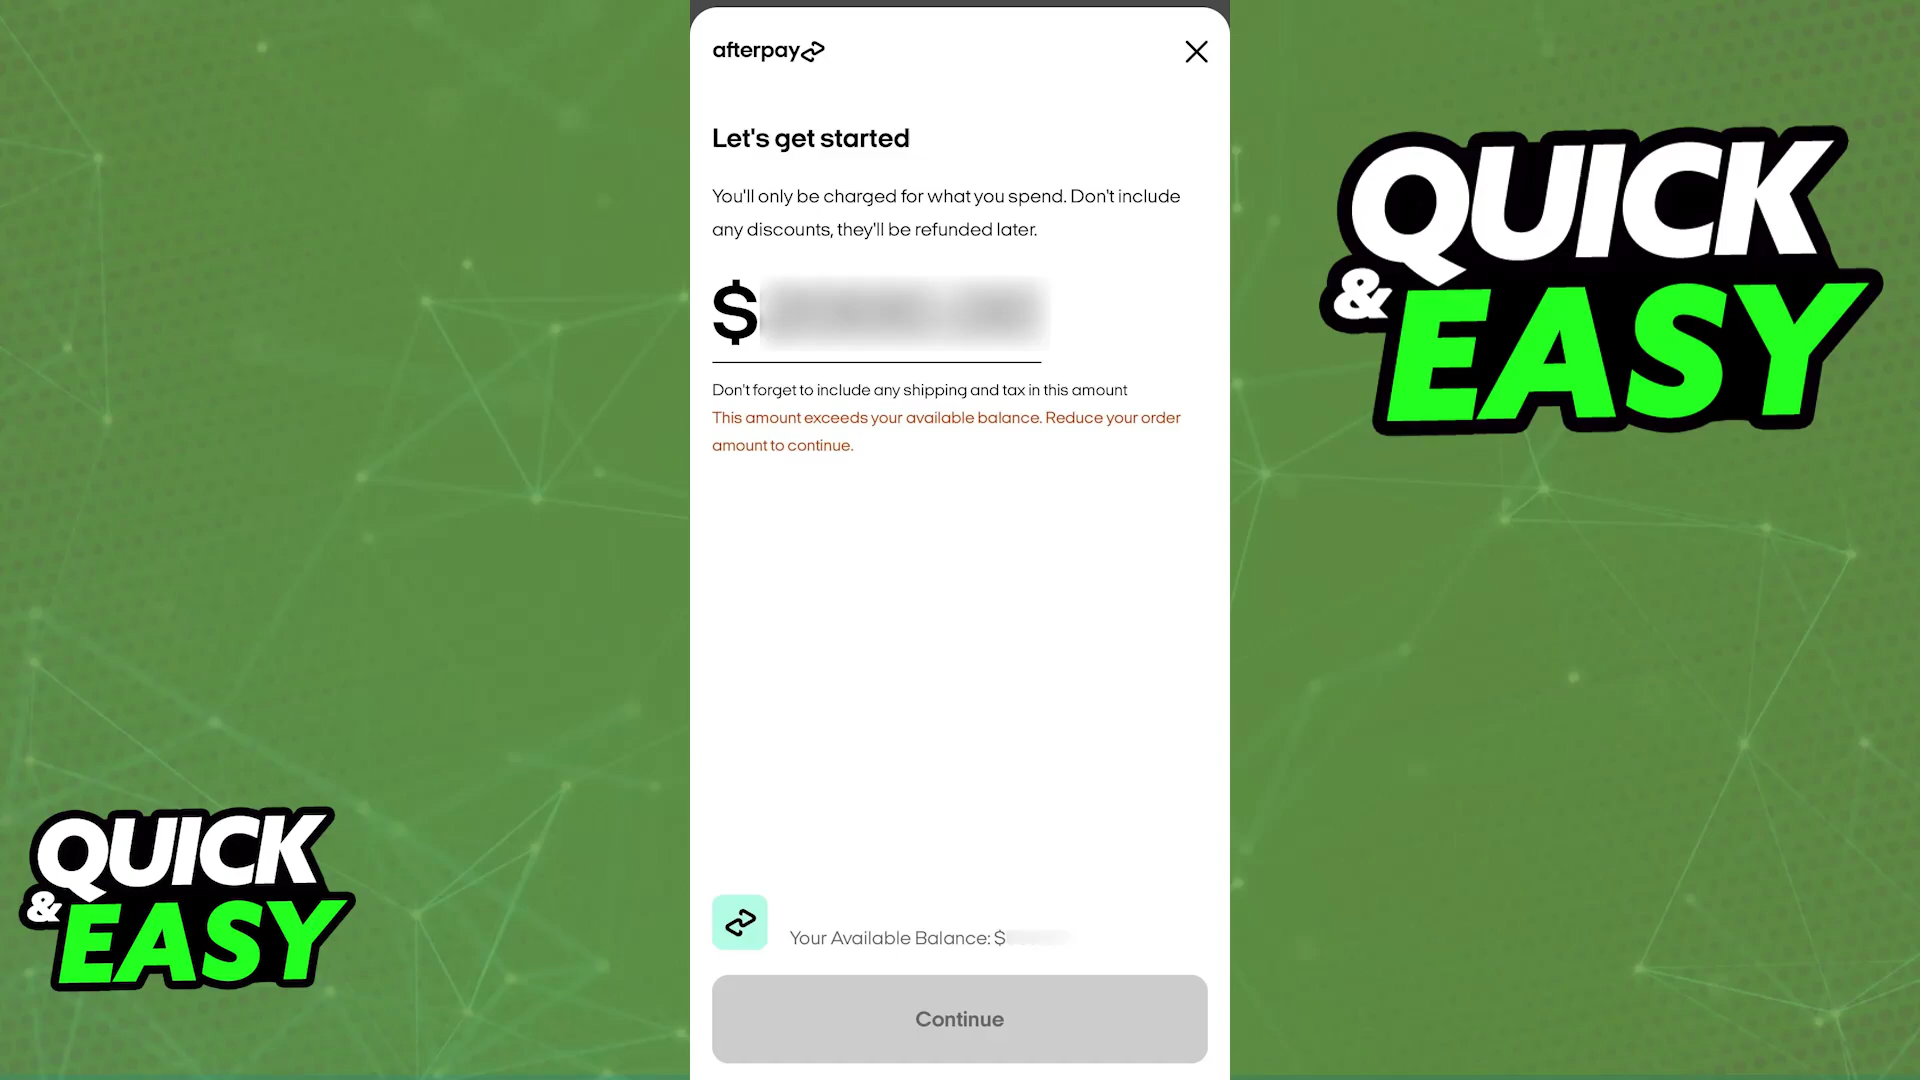 afterpay
Let's get started
You'll only be charged for what you spend. Don't include
any discounts, they'll be refunded later.
$
Don't forget to include any shipping and tax in this amount
This amount exceeds your available balance. Reduce your order
amount to continue.
Your Available Balance: $
Continue
QUICK
& EASY
QUICK
& EASY